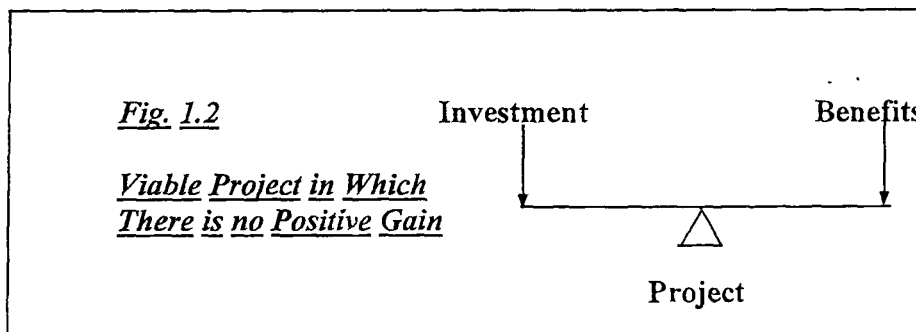 Fig. 1.2
Viable Project in Which
There is no Positive Gain
Investment
Benefits
Project